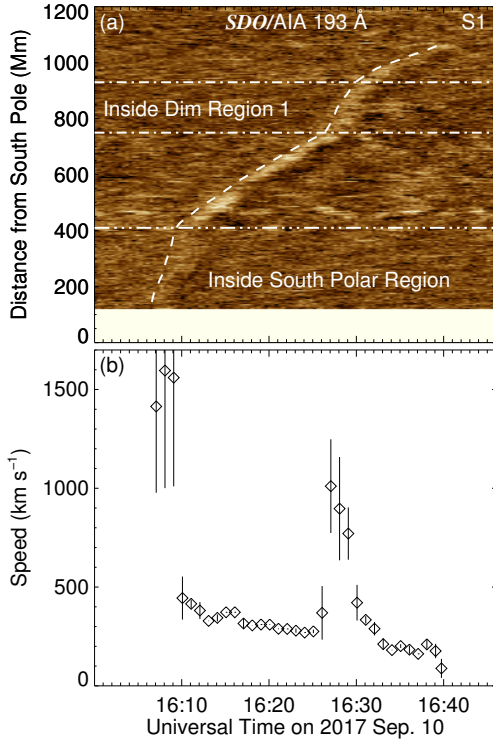 (a) SDO/AIA 193 Å S1
1200
1000
800
600
400
200
0
Distance from South Pole (Mm)
Inside Dim Region 1
Inside South Polar Region
(b)
1500
1000
500
0
Speed (km s⁻¹)
16:10 16:20 16:30 16:40
Universal Time on 2017 Sep. 10